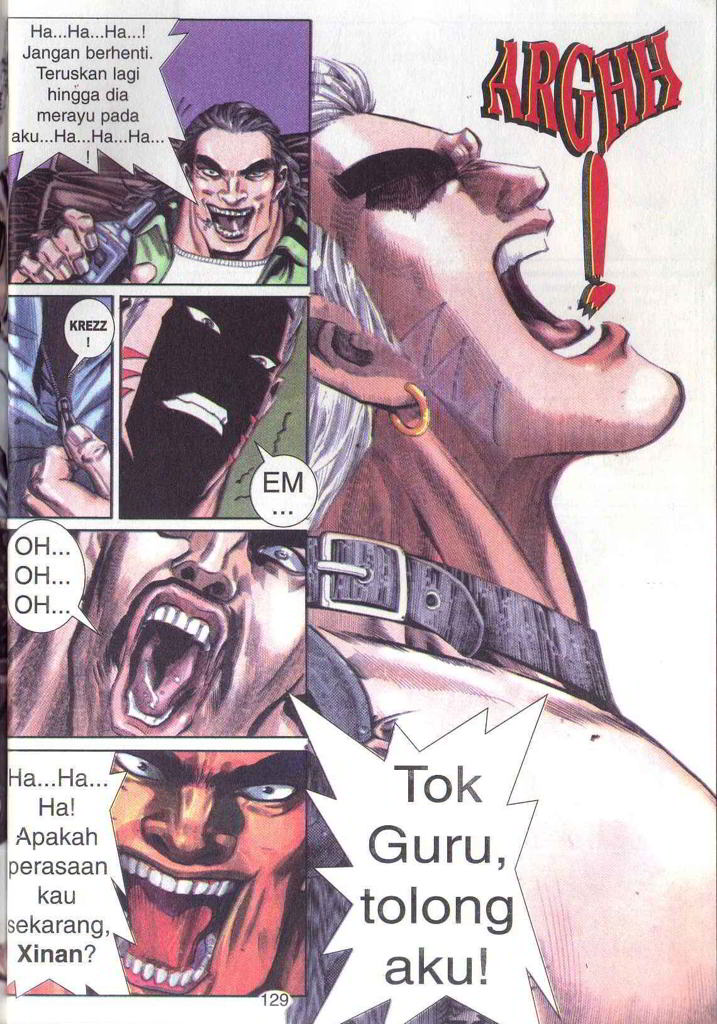 Ha...Ha...Ha...!
Jangan berhenti.
Teruskan lagi
hingga dia
merayu pada
aku...Ha...Ha...Ha...
!
ARGHH
!
KREZZ
!
EM
...
OH...
OH...
OH...
Ha...Ha...
Ha!
Apakah
perasaan
kau
sekarang,
Xinan?
Tok
Guru,
tolong
aku!
129